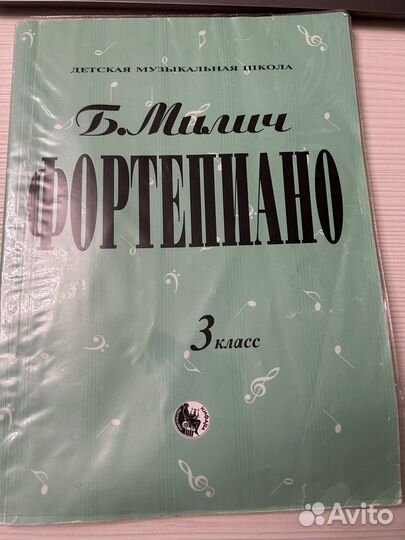 ДЕТСКАЯ МУЗЫКАЛЬНАЯ ШКОЛА
Б. Милич
ФОРТЕПИАНО
3 класс
Avito